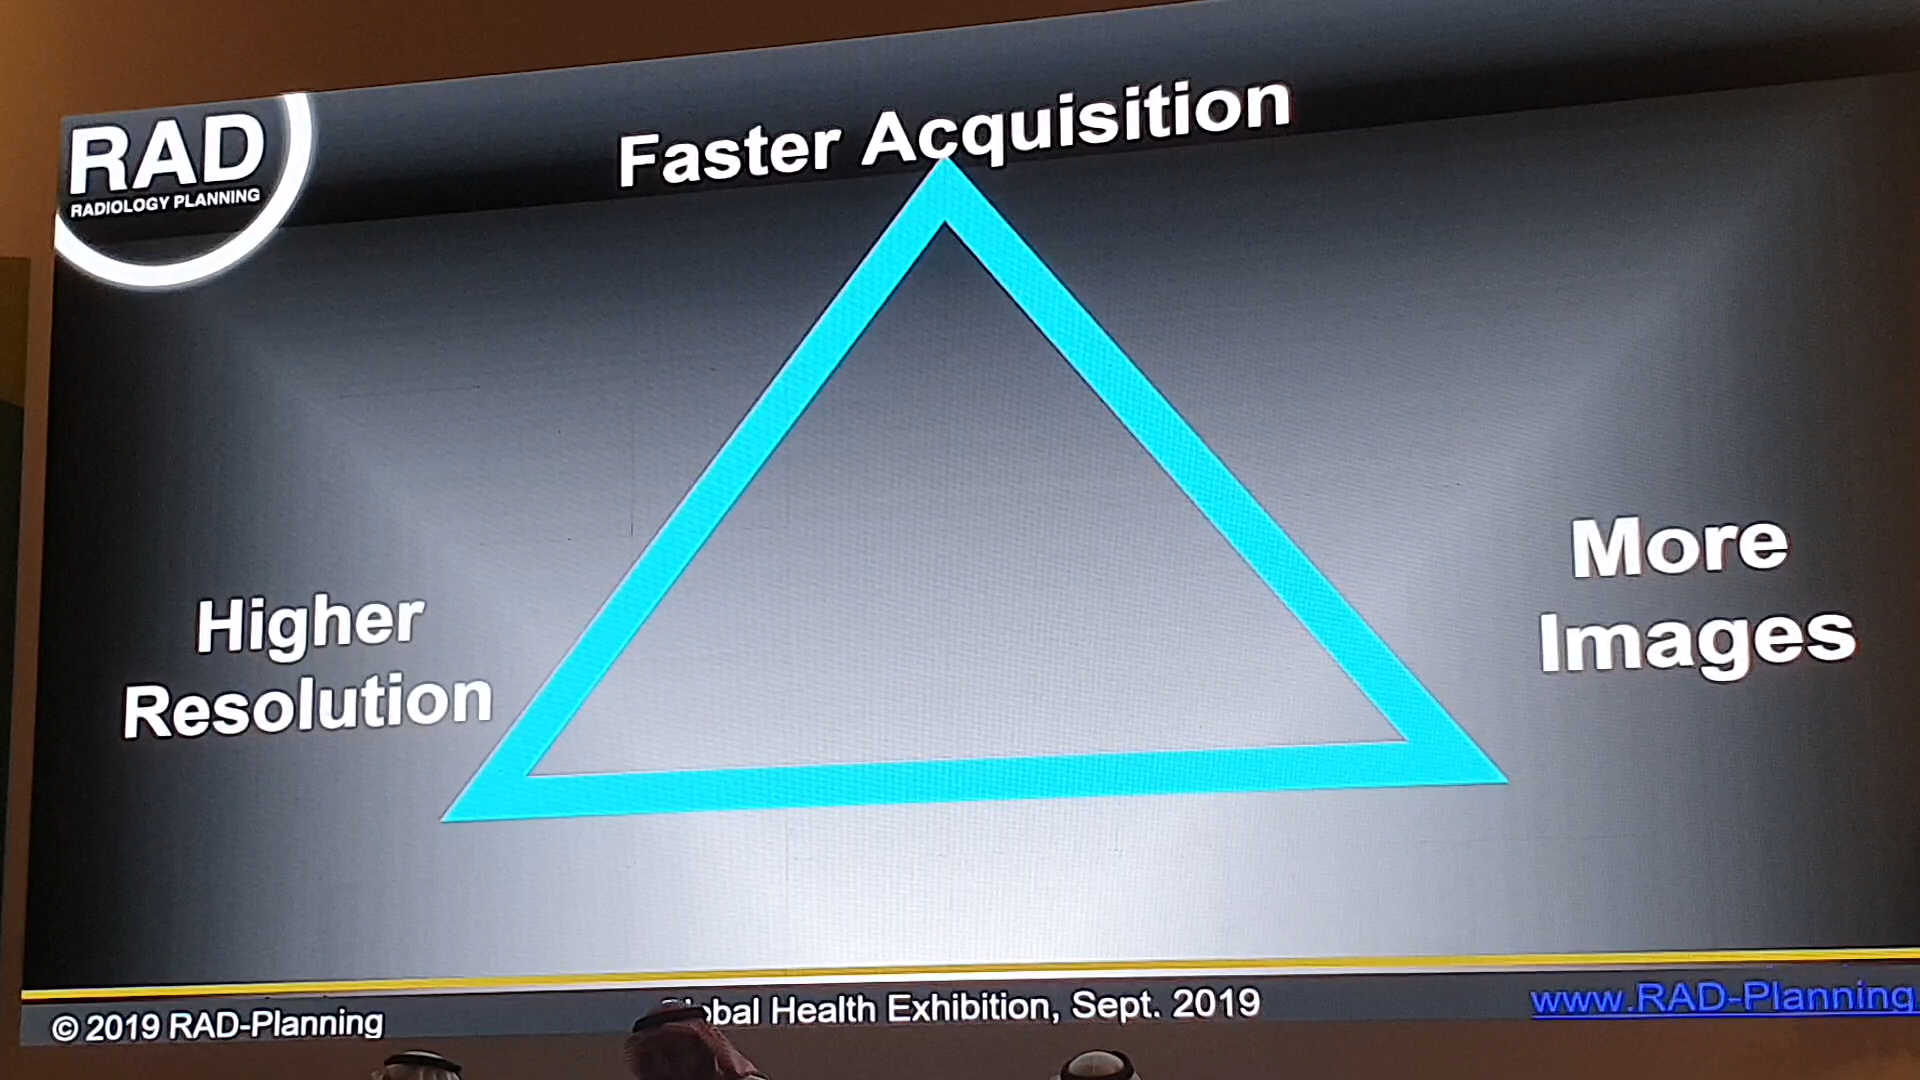 RAD
RADIOLOGY PLANNING
Faster Acquisition
Higher
Resolution
More
Images
© 2019 RAD-Planning
Health Exhibition, Sept. 2019
www.RAD-Planning